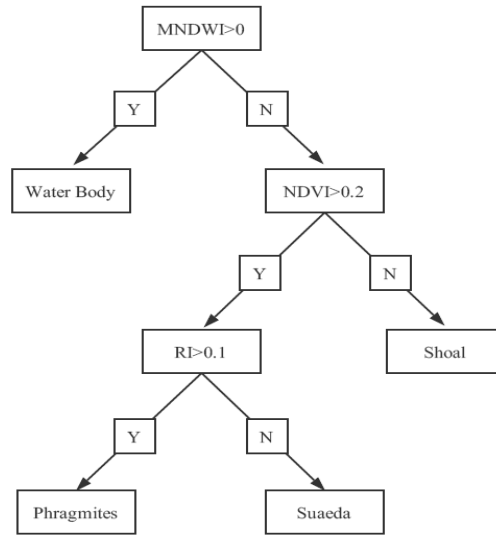 MNDWI>0
Y
N
Water Body
NDVI>0.2
Y
N
RI>0.1
Shoal
Y
N
Phragmites
Suaeda